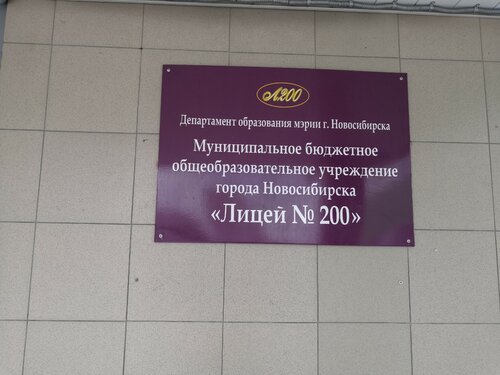 Л200
Департамент образования мэрии г. Новосибирска
Муниципальное бюджетное
общеобразовательное учреждение
города Новосибирска
«Лицей № 200»